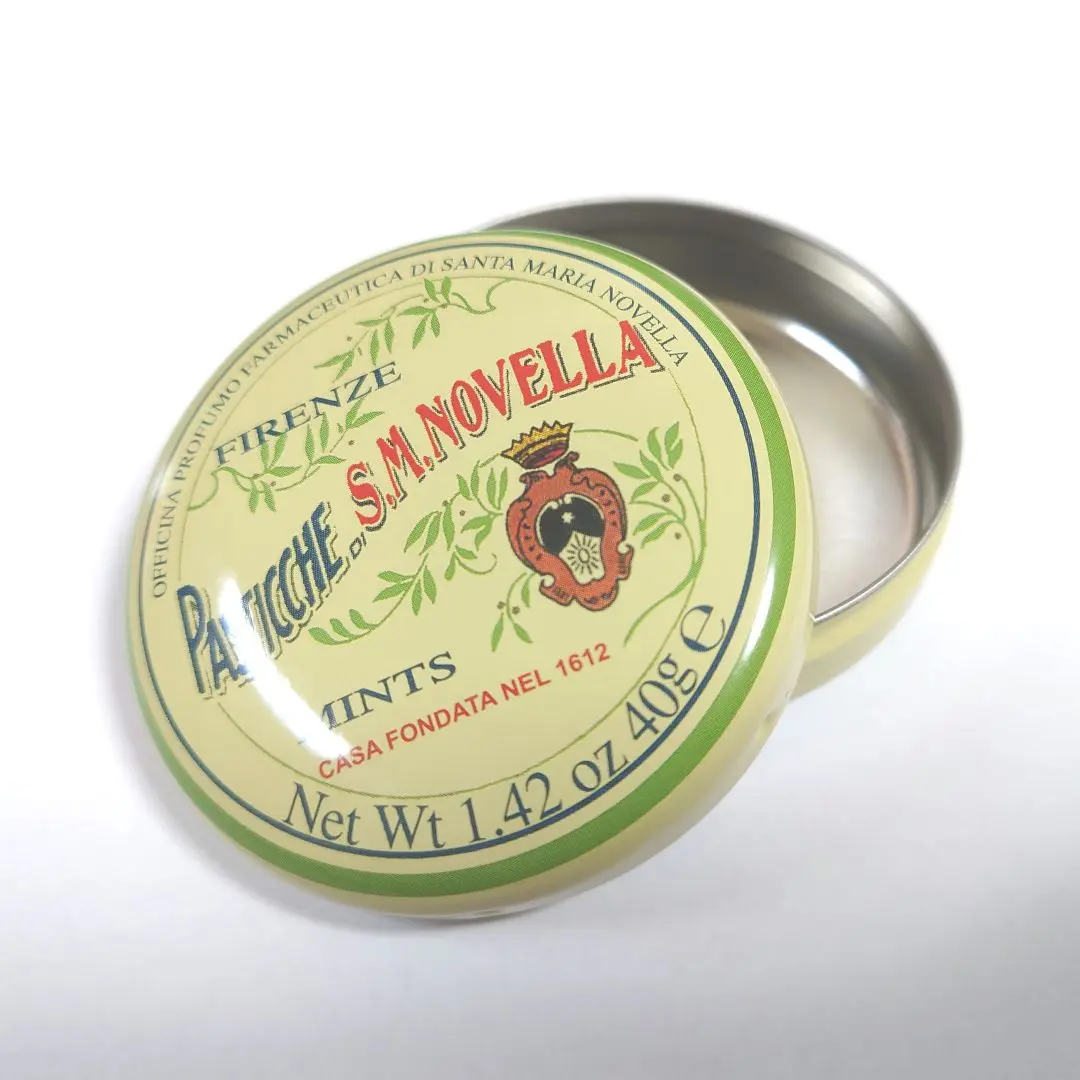 OFFICINA PROFUMO FARMACEUTICA DI SANTA MARIA NOVELLA
FIRENZE
PASTICCHE DI S.M.NOVELLA
MINTS
CASA FONDATA NEL 1612
Net Wt 1.42 oz 40g e